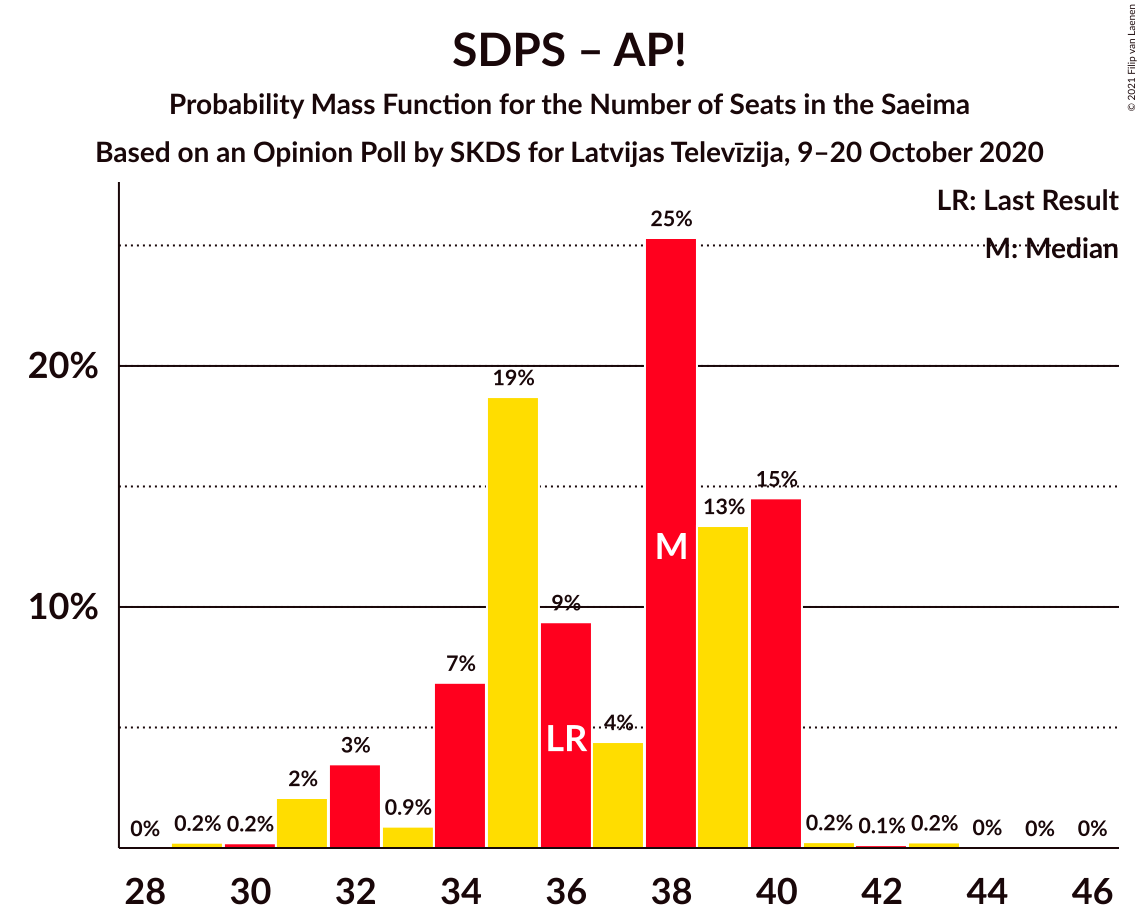 SDPS – AP!
Probability Mass Function for the Number of Seats in the Saeima
Based on an Opinion Poll by SKDS for Latvijas Televīzija, 9–20 October 2020
© 2021 Filip van Laenen
LR: Last Result
M: Median
20%
10%
0%
0.2%
0.2%
2%
3%
0.9%
7%
19%
9%
4%
25%
13%
15%
0.2%
0.1%
0.2%
0%
0%
0%
LR
M
28 30 32 34 36 38 40 42 44 46